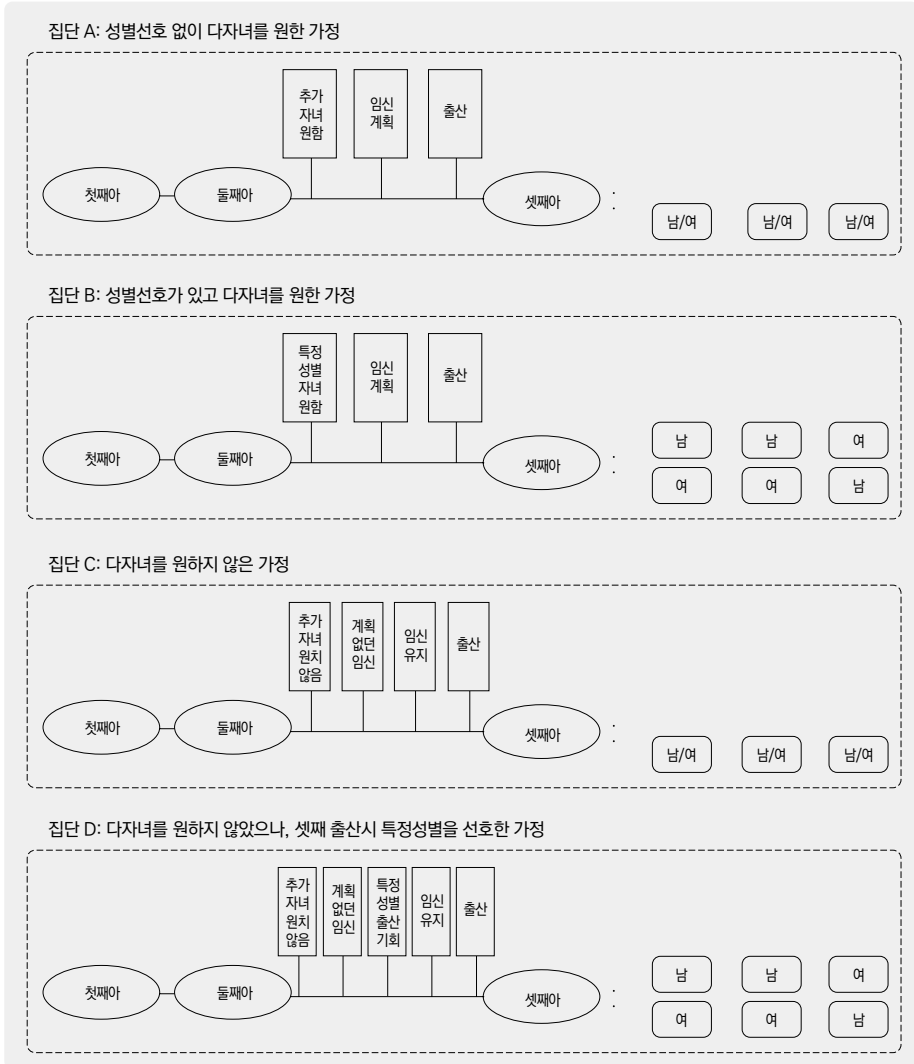 집단 A: 성별선호 없이 다자녀를 원한 가정
추가
자녀
원함
임신
계획
출산
첫째아
둘째아
셋째아
:
남/여
남/여
남/여
집단 B: 성별선호가 있고 다자녀를 원한 가정
특정
성별
자녀
원함
임신
계획
출산
첫째아
둘째아
셋째아
:
남
남
여
여
여
남
집단 C: 다자녀를 원하지 않은 가정
추가
자녀
원치
않음
계획
없던
임신
임신
유지
출산
첫째아
둘째아
셋째아
:
남/여
남/여
남/여
집단 D: 다자녀를 원하지 않았으나, 셋째 출산시 특정성별을 선호한 가정
추가
자녀
원치
않음
계획
없던
임신
특정
성별
출산
기회
임신
유지
출산
첫째아
둘째아
셋째아
:
남
남
여
여
여
남